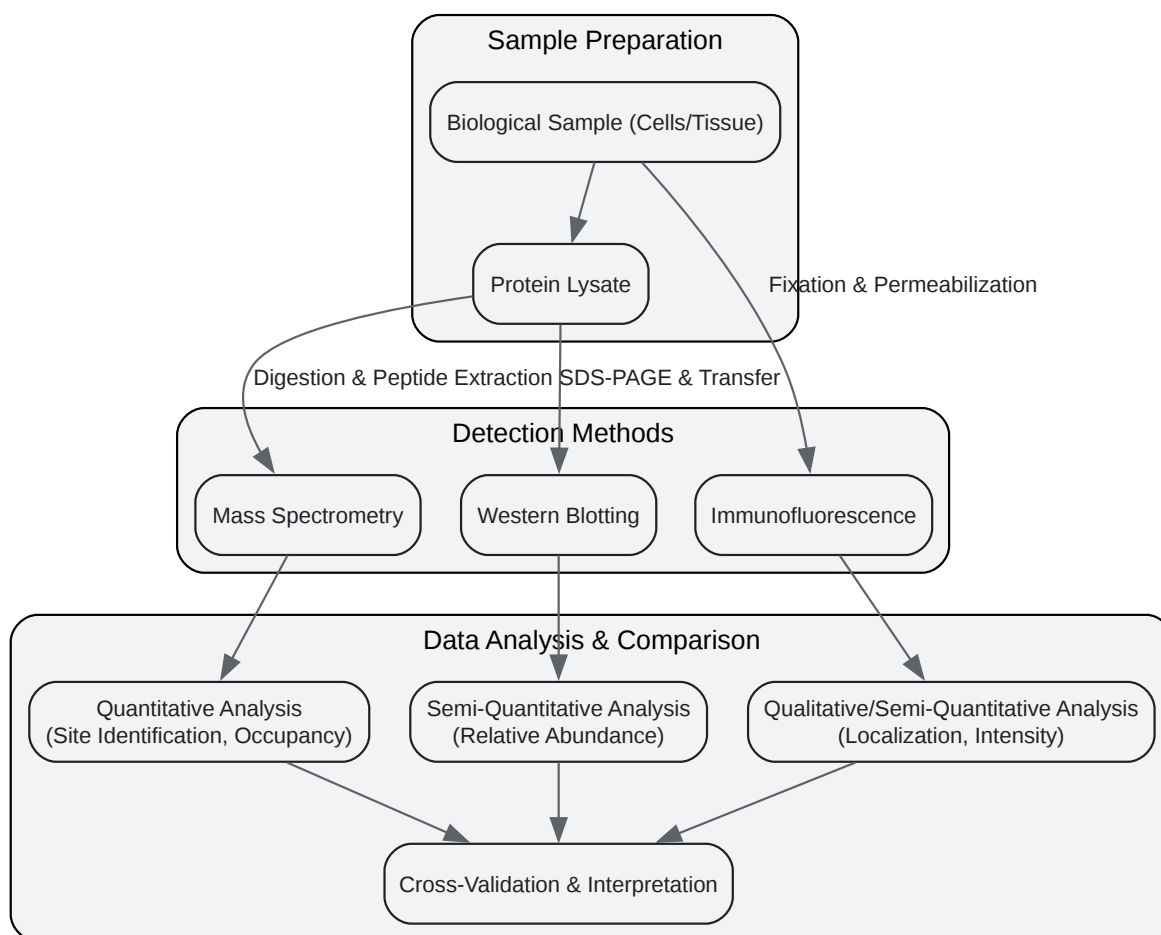 Sample Preparation
Biological Sample (Cells/Tissue)
Protein Lysate
Fixation & Permeabilization
Digestion & Peptide Extraction
SDS-PAGE & Transfer
Detection Methods
Mass Spectrometry
Western Blotting
Immunofluorescence
Data Analysis & Comparison
Quantitative Analysis
(Site Identification, Occupancy)
Semi-Quantitative Analysis
(Relative Abundance)
Qualitative/Semi-Quantitative Analysis
(Localization, Intensity)
Cross-Validation & Interpretation